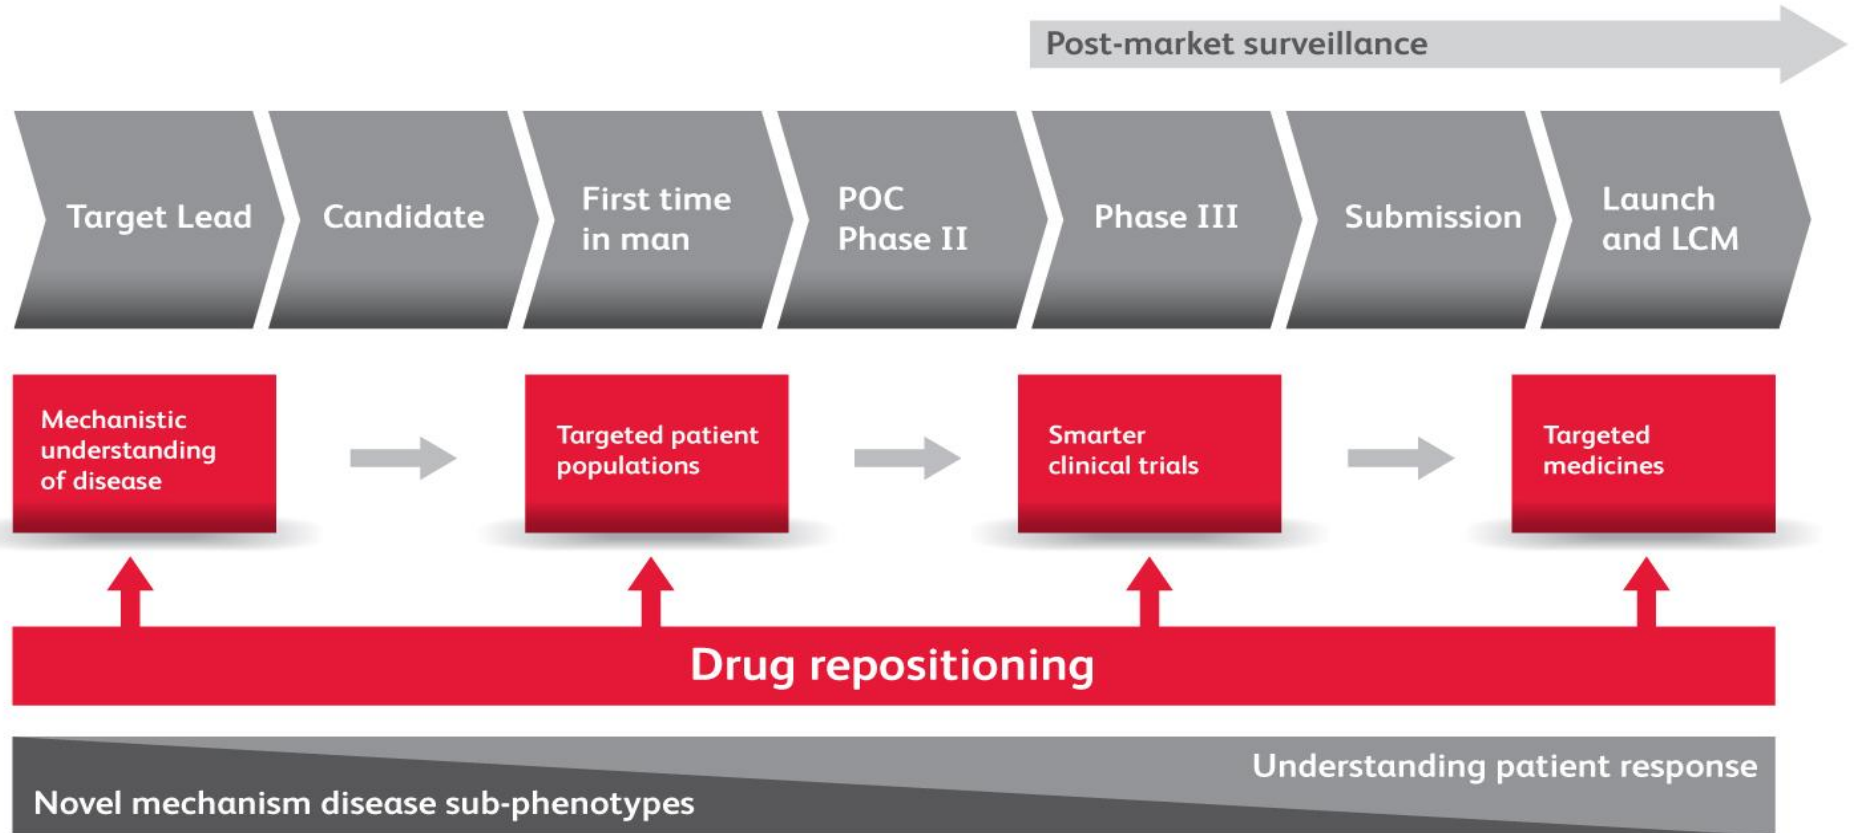 Post-market surveillance
Target Lead
Candidate
First time
in man
POC
Phase II
Phase III
Submission
Launch
and LCM
Mechanistic
understanding
of disease
Targeted patient
populations
Smarter
clinical trials
Targeted
medicines
Drug repositioning
Understanding patient response
Novel mechanism disease sub-phenotypes